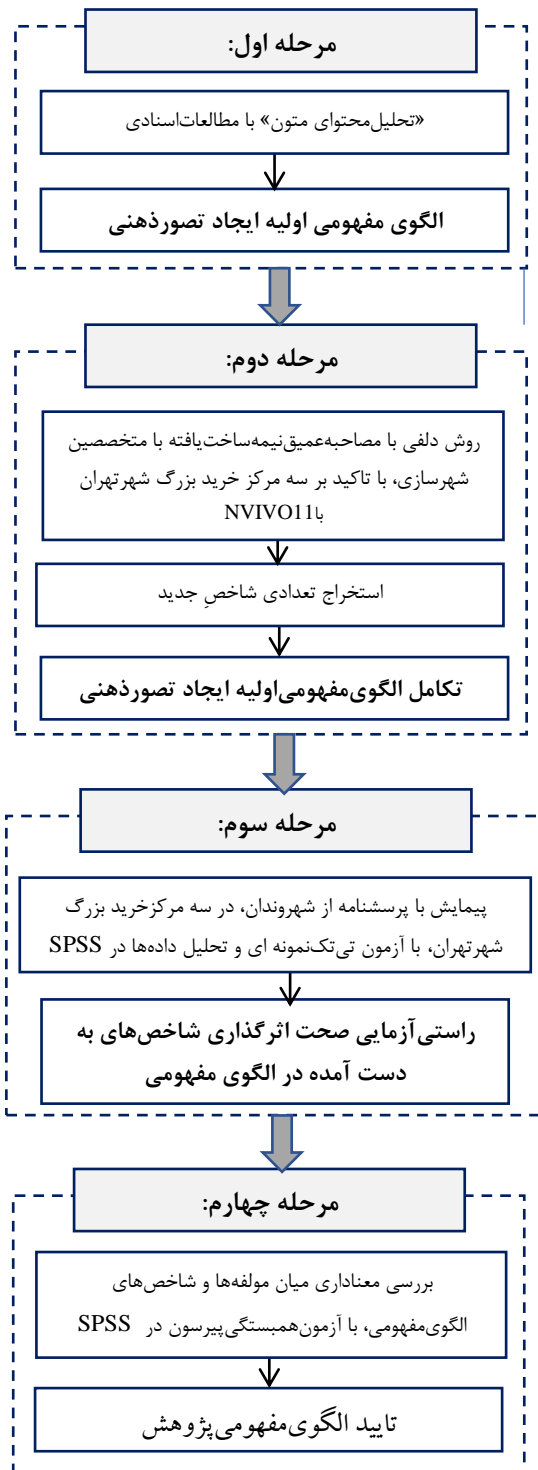 مرحله اول:
«تحلیل‌محتوای متون» با مطالعات‌اسنادی
الگوی مفهومی اولیه ایجاد تصورذهنی
مرحله دوم:
روش دلفی با مصاحبه‌عمیق‌نیمه‌ساخت‌یافته با متخصصین
شهرسازی، با تاکید بر سه مرکز خرید بزرگ شهرتهران
با NVIVO11
استخراج تعدادی شاخصِ جدید
تکامل الگوی‌مفهومی‌اولیه ایجاد تصورذهنی
مرحله سوم:
پیمایش با پرسشنامه از شهروندان، در سه مرکزخرید بزرگ
شهرتهران، با آزمون تی‌تک‌نمونه ای و تحلیل داده‌ها در SPSS
راستی‌آزمایی صحت اثرگذاری شاخص‌های به
دست آمده در الگوی مفهومی
مرحله چهارم:
بررسی معناداری میان مولفه‌ها و شاخص‌های
الگوی‌مفهومی، با آزمون‌همبستگی‌پیرسون در SPSS
تایید الگوی‌مفهومی‌پژوهش